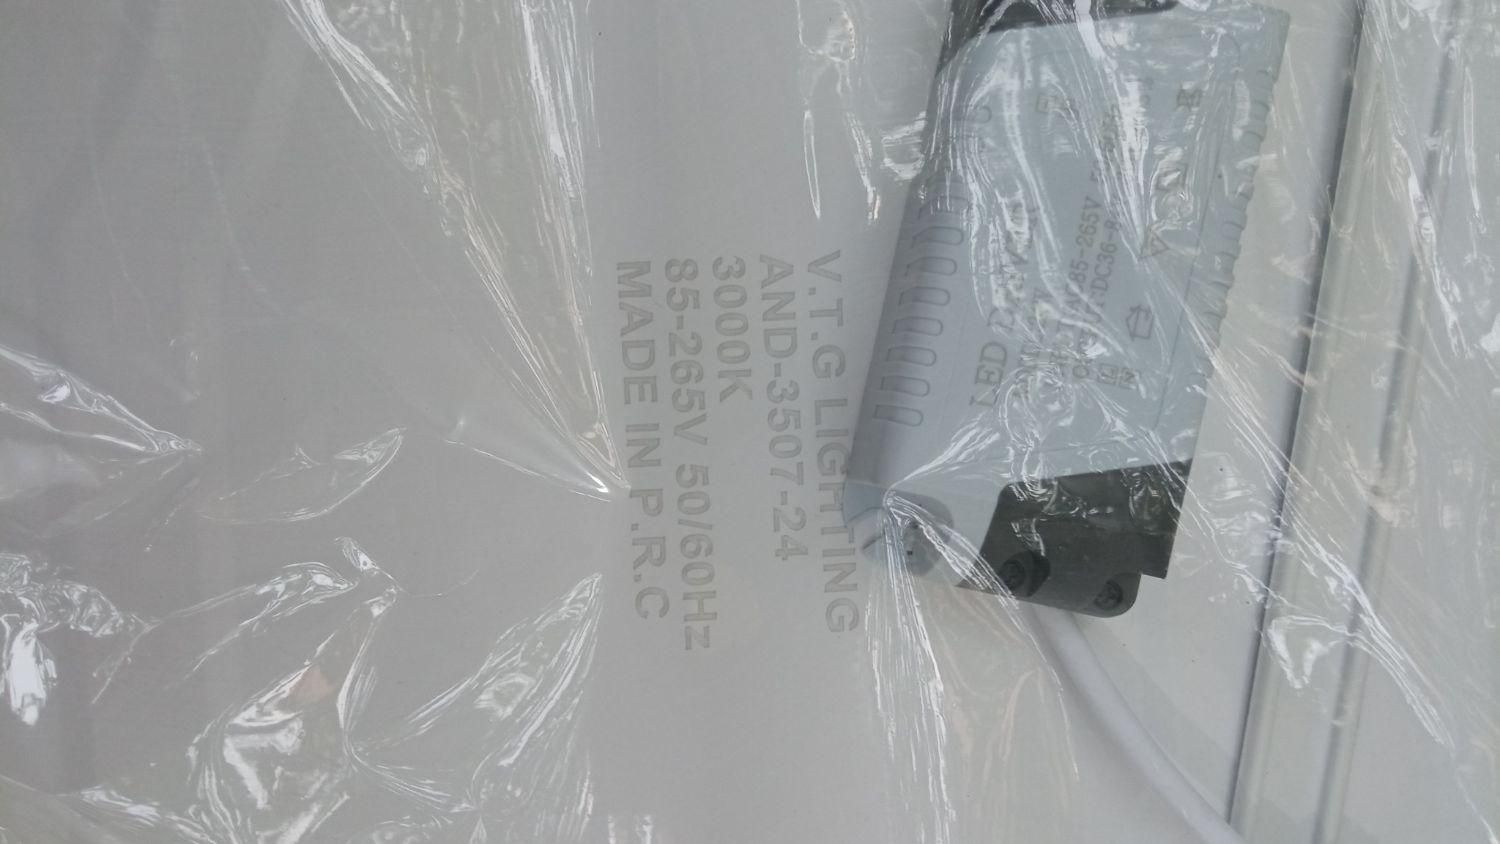 V.T.G LIGHTING
AND-3507-24
3000K
85-265V 50/60Hz
MADE IN P.R.C
LED
AC85-265V
DC36-